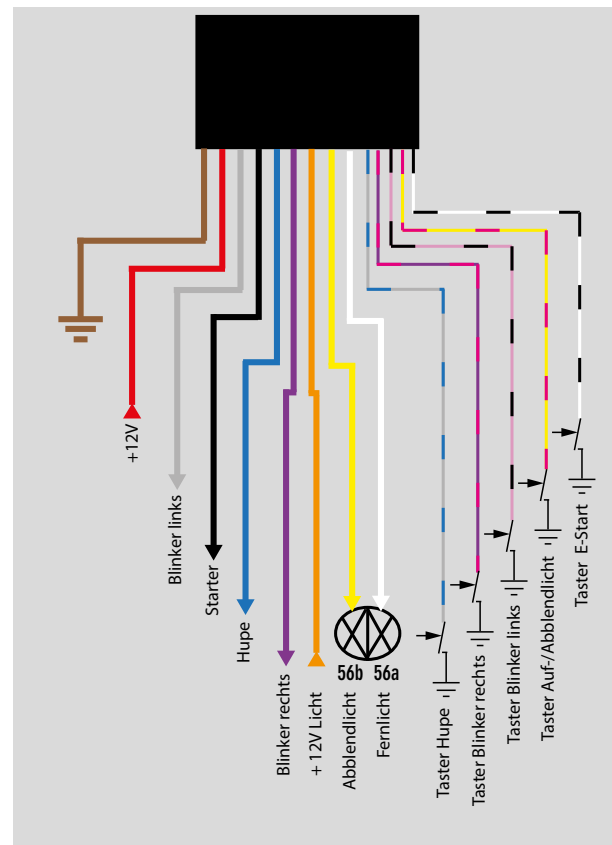 +12V
Blinker links
Starter
Hupe
Blinker rechts
+ 12V Licht
56b 56a
Abblendlicht
Fernlicht
Taster Hupe
Taster Blinker rechts
Taster Blinker links
Taster Auf-/Abblendlicht
Taster E-Start